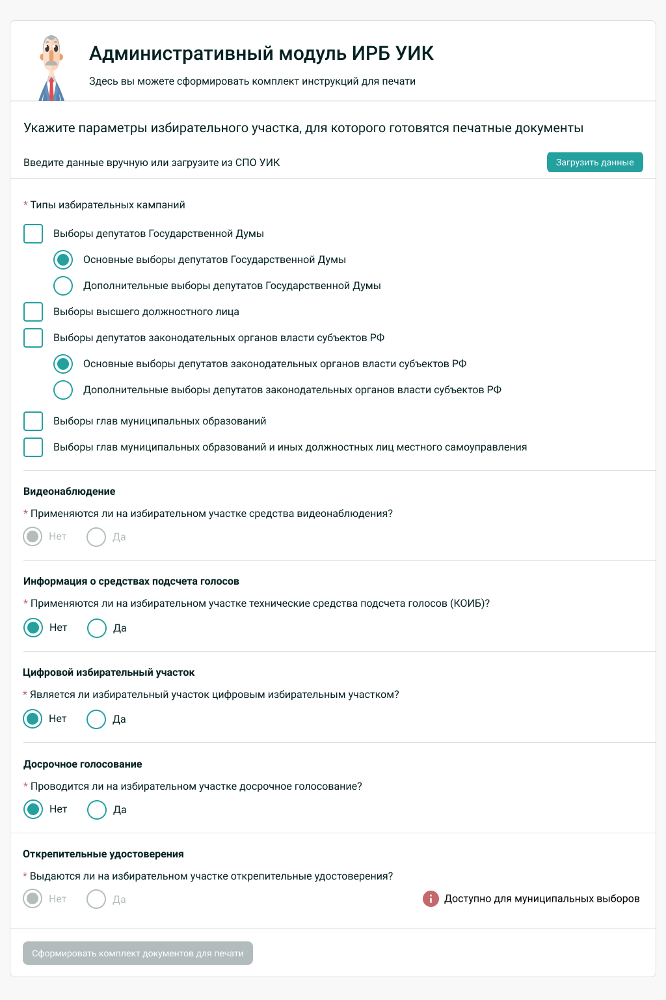 Административный модуль ИРБ УИК
Здесь вы можете сформировать комплект инструкций для печати
Укажите параметры избирательного участка, для которого готовятся печатные документы
Введите данные вручную или загрузите из СПО УИК
Загрузить данные
* Типы избирательных кампаний
Выборы депутатов Государственной Думы
Основные выборы депутатов Государственной Думы
Дополнительные выборы депутатов Государственной Думы
Выборы высшего должностного лица
Выборы депутатов законодательных органов власти субъектов РФ
Основные выборы депутатов законодательных органов власти субъектов РФ
Дополнительные выборы депутатов законодательных органов власти субъектов РФ
Выборы глав муниципальных образований
Выборы глав муниципальных образований и иных должностных лиц местного самоуправления
Видеонаблюдение
* Применяются ли на избирательном участке средства видеонаблюдения?
Нет Да
Информация о средствах подсчета голосов
* Применяются ли на избирательном участке технические средства подсчета голосов (КОИБ)?
Нет Да
Цифровой избирательный участок
* Является ли избирательный участок цифровым избирательным участком?
Нет Да
Досрочное голосование
* Проводится ли на избирательном участке досрочное голосование?
Нет Да
Открепительные удостоверения
* Выдаются ли на избирательном участке открепительные удостоверения?
Нет Да
Доступно для муниципальных выборов
Сформировать комплект документов для печати